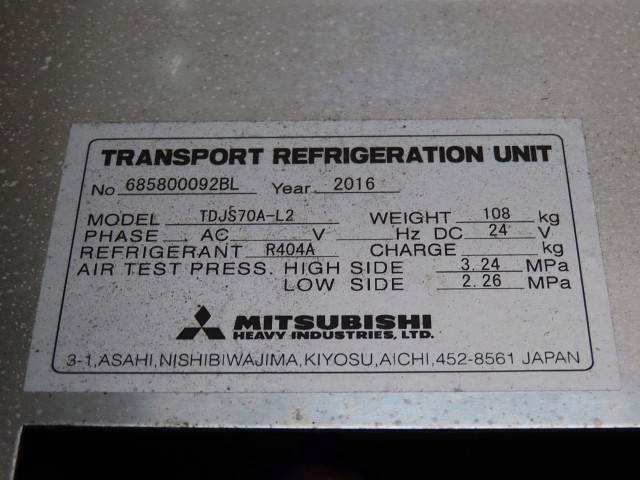 TRANSPORT REFRIGERATION UNIT
No 685800092BL Year 2016
MODEL TDJS70A-L2 WEIGHT 108 kg
PHASE AC V Hz DC 24 V
REFRIGERANT R404A CHARGE kg
AIR TEST PRESS. HIGH SIDE 3.24 MPa
LOW SIDE 2.26 MPa
MITSUBISHI
HEAVY INDUSTRIES, LTD.
3-1,ASAHI,NISHIBIWAJIMA,KIYOSU,AICHI,452-8561 JAPAN